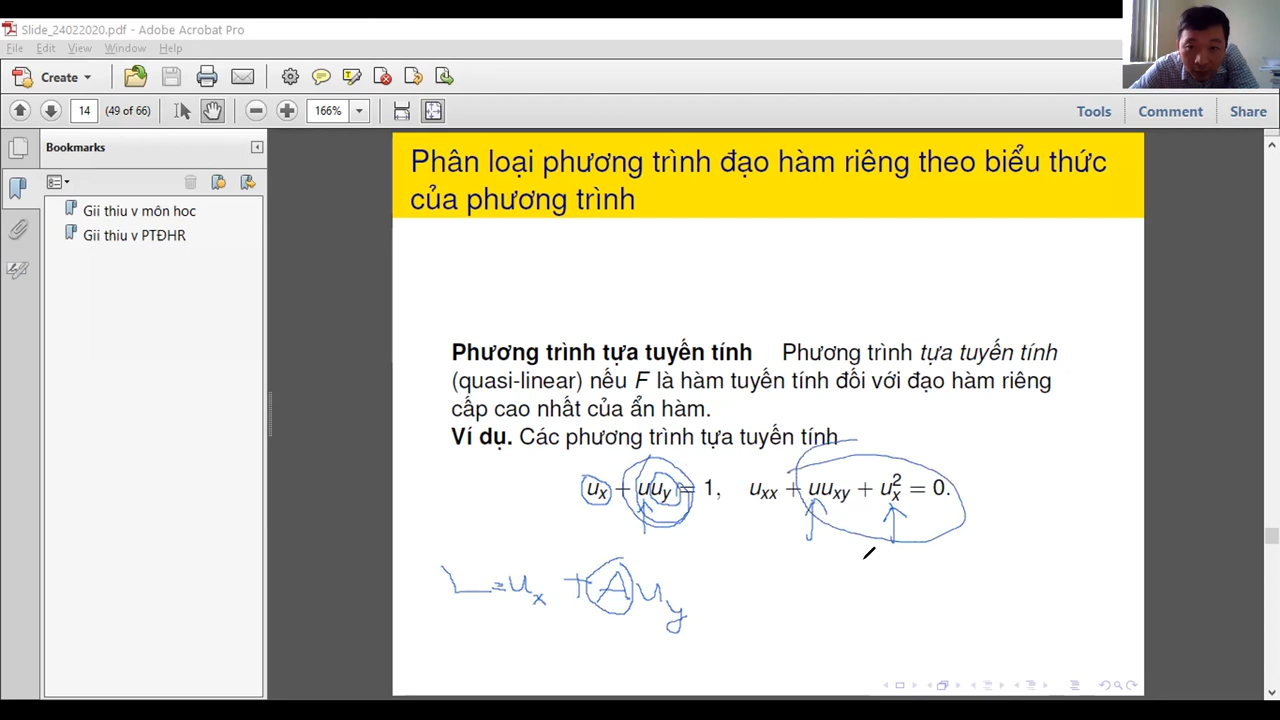 Slide_24022020.pdf - Adobe Acrobat Pro
File Edit View Window Help
Create
14 (49 of 66) 166% Tools Comment Share
Bookmarks
Gii thiu v môn hoc
Gii thiu v PTĐHR
Phân loại phương trình đạo hàm riêng theo biểu thức
của phương trình
Phương trình tựa tuyến tính Phương trình tựa tuyến tính
(quasi-linear) nếu F là hàm tuyến tính đối với đạo hàm riêng
cấp cao nhất của ẩn hàm.
Ví dụ. Các phương trình tựa tuyến tính
u_x + uu_y = 1, u_xx + uu_xy + u_x^2 = 0.
L = u_x + A u_y